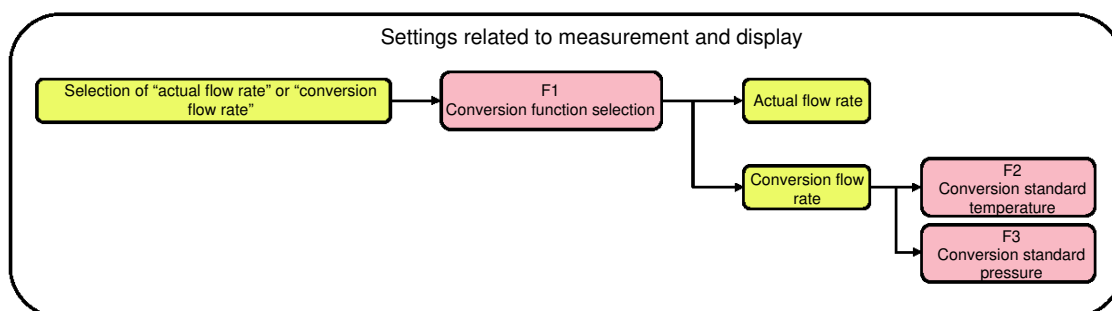 Settings related to measurement and display
Selection of “actual flow rate” or “conversion
flow rate”
F1
Conversion function selection
Actual flow rate
Conversion flow
rate
F2
Conversion standard
temperature
F3
Conversion standard
pressure